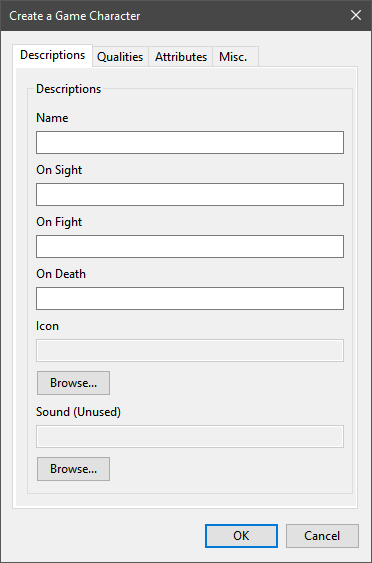 Create a Game Character
Descriptions Qualities Attributes Misc.
Descriptions
Name
On Sight
On Fight
On Death
Icon
Browse...
Sound (Unused)
Browse...
OK Cancel